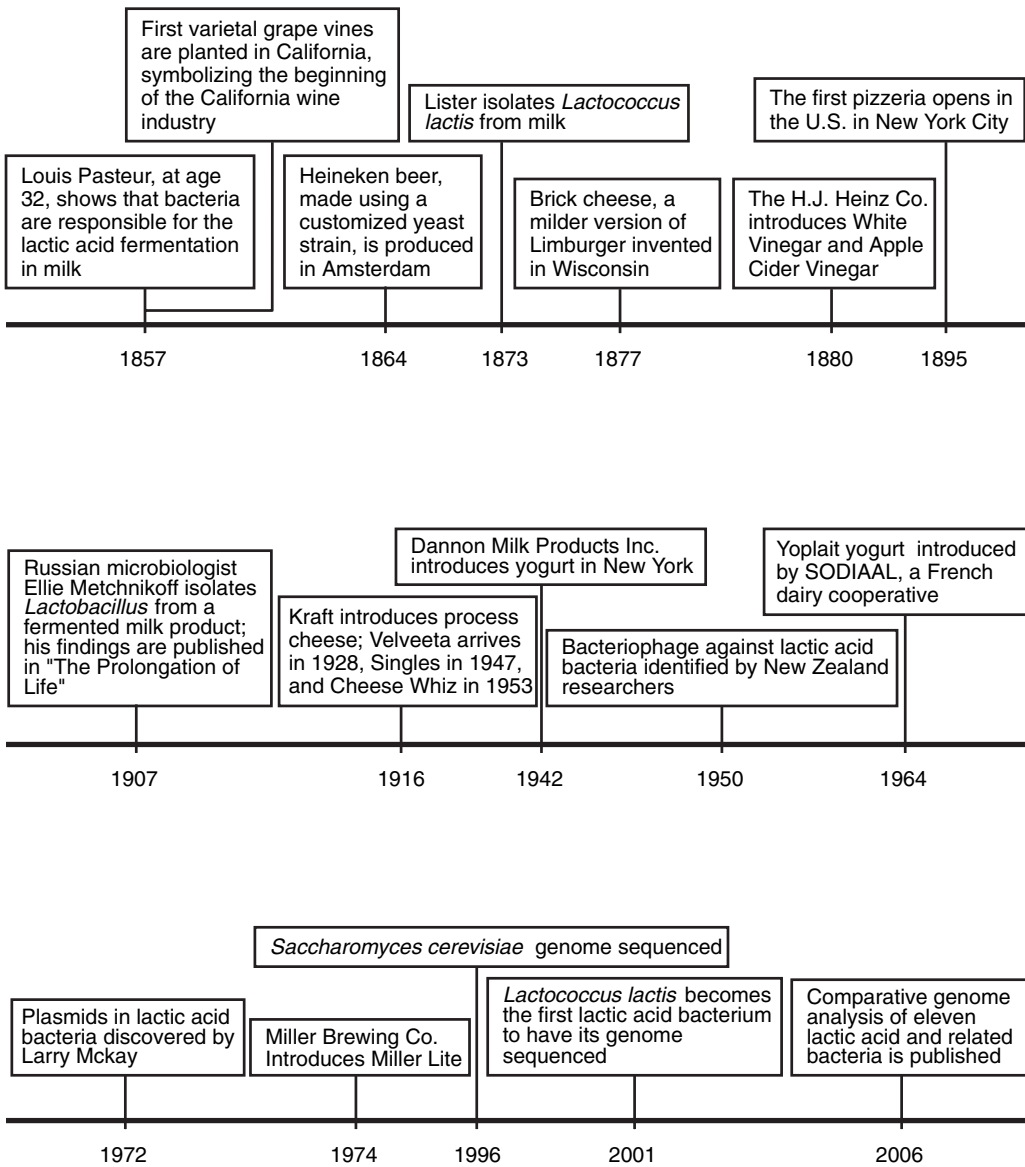 First varietal grape vines
are planted in California,
symbolizing the beginning
of the California wine
industry
Lister isolates Lactococcus
lactis from milk
The first pizzeria opens in
the U.S. in New York City
Louis Pasteur, at age
32, shows that bacteria
are responsible for the
lactic acid fermentation
in milk
Heineken beer,
made using a
customized yeast
strain, is produced
in Amsterdam
Brick cheese, a
milder version of
Limburger invented
in Wisconsin
The H.J. Heinz Co.
introduces White
Vinegar and Apple
Cider Vinegar
1857
1864
1873
1877
1880
1895
Russian microbiologist
Ellie Metchnikoff isolates
Lactobacillus from a
fermented milk product;
his findings are published
in "The Prolongation of
Life"
Kraft introduces process
cheese; Velveeta arrives
in 1928, Singles in 1947,
and Cheese Whiz in 1953
Dannon Milk Products Inc.
introduces yogurt in New York
Bacteriophage against lactic acid
bacteria identified by New Zealand
researchers
Yoplait yogurt introduced
by SODIAAL, a French
dairy cooperative
1907
1916
1942
1950
1964
Saccharomyces cerevisiae genome sequenced
Plasmids in lactic acid
bacteria discovered by
Larry Mckay
Miller Brewing Co.
Introduces Miller Lite
Lactococcus lactis becomes
the first lactic acid bacterium
to have its genome
sequenced
Comparative genome
analysis of eleven
lactic acid and related
bacteria is published
1972
1974
1996
2001
2006